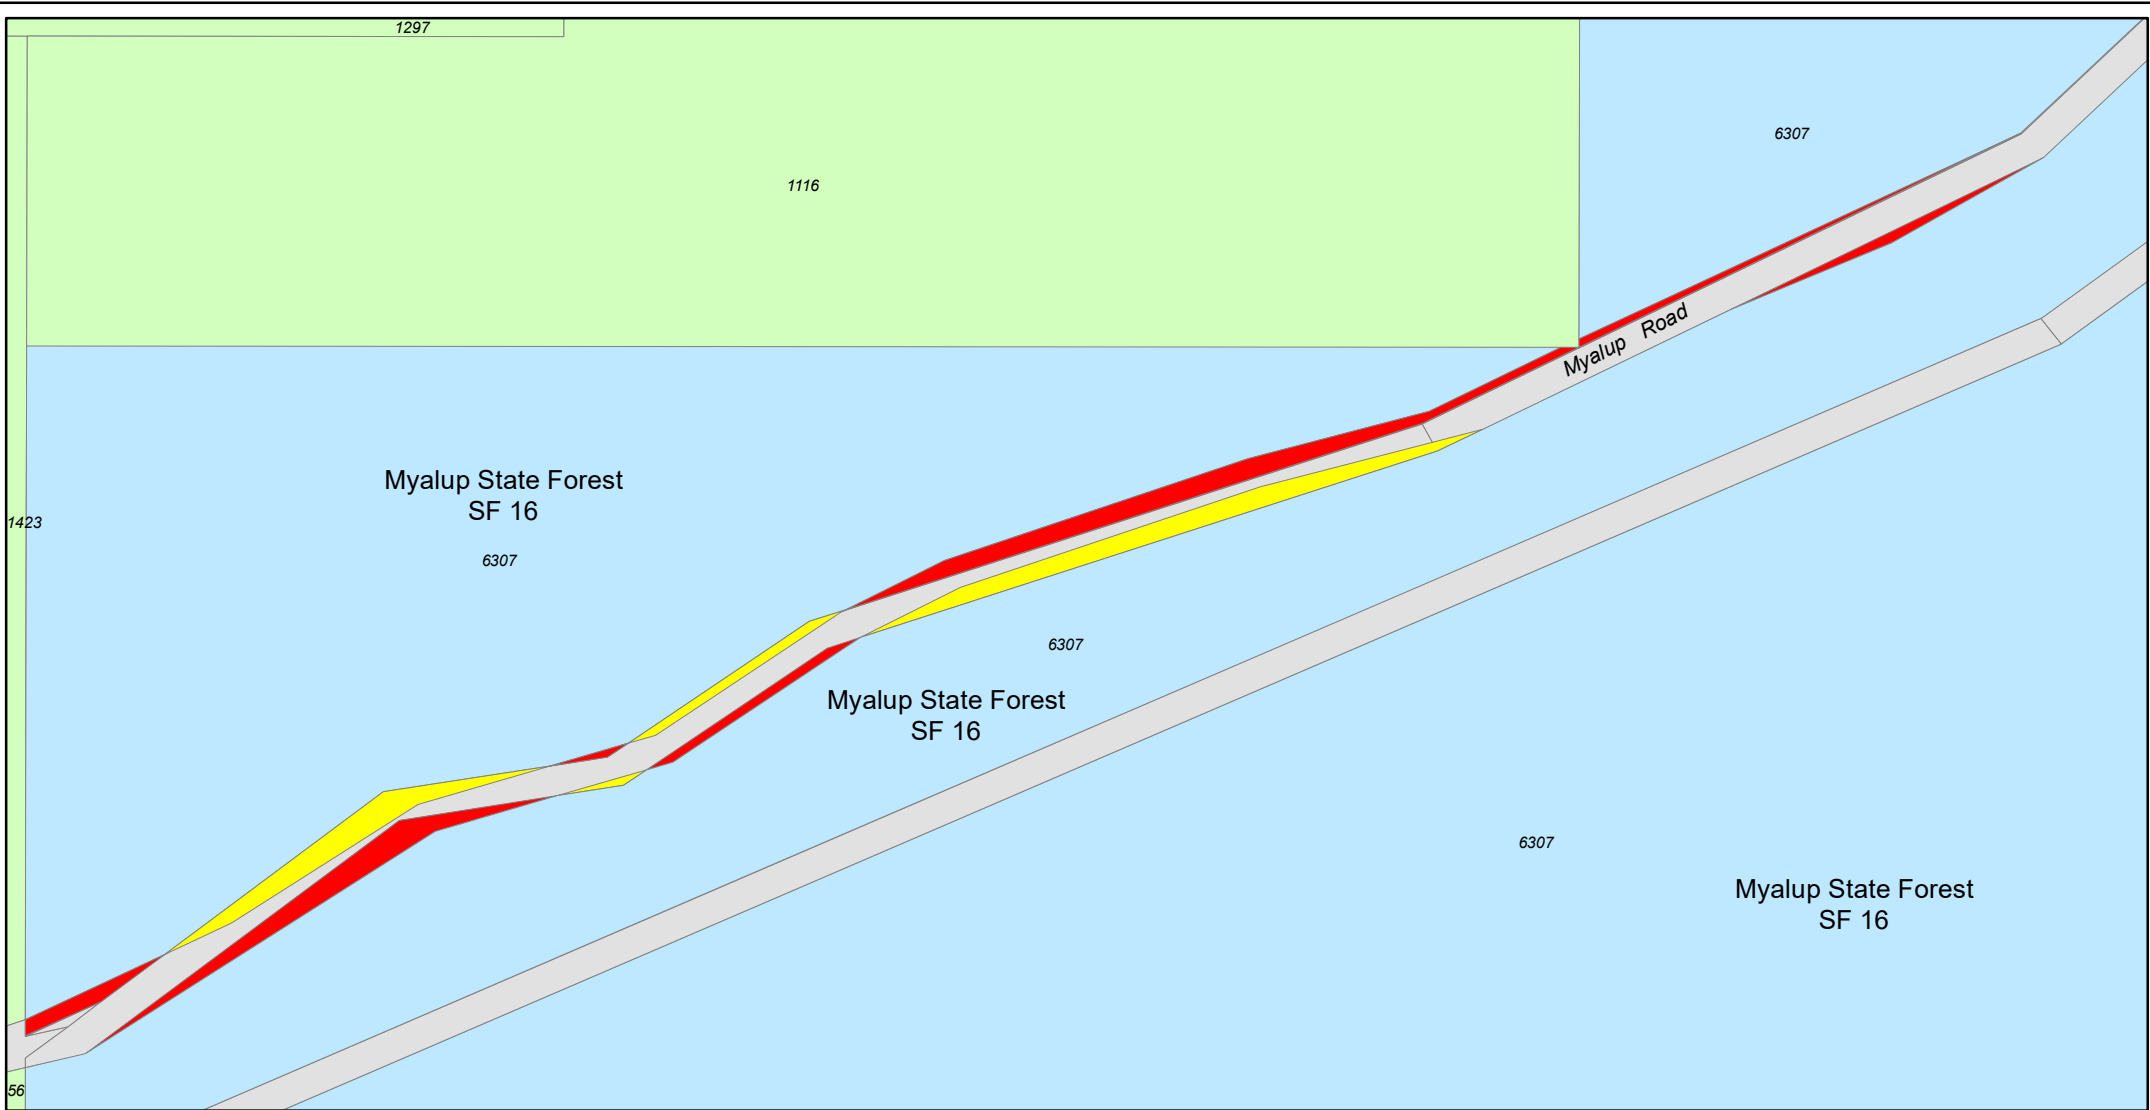 1297
6307
1116
Myalup Road
Myalup State Forest
SF 16
1423
6307
6307
Myalup State Forest
SF 16
6307
Myalup State Forest
SF 16
56